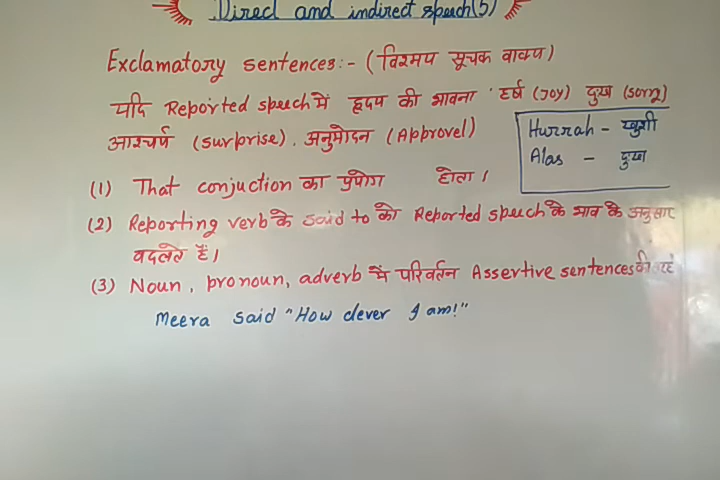 Direct and indirect speech(5)
Exclamatory sentences:- (विस्मय सूचक वाक्य)
यदि Reported speech में हृदय की भावना हर्ष (Joy) दुःख (sorry)
आश्चर्य (surprise). अनुमोदन (Approvel)
Hurrah - खुशी
Alas - दुःख
(1) That conjuction का प्रयोग होता।
(2) Reporting verb के said to को Reported speech के भाव के अनुसार
बदलते हैं।
(3) Noun, pronoun, adverb में परिवर्तन Assertive sentences की तरह
Meera said "How clever I am!"